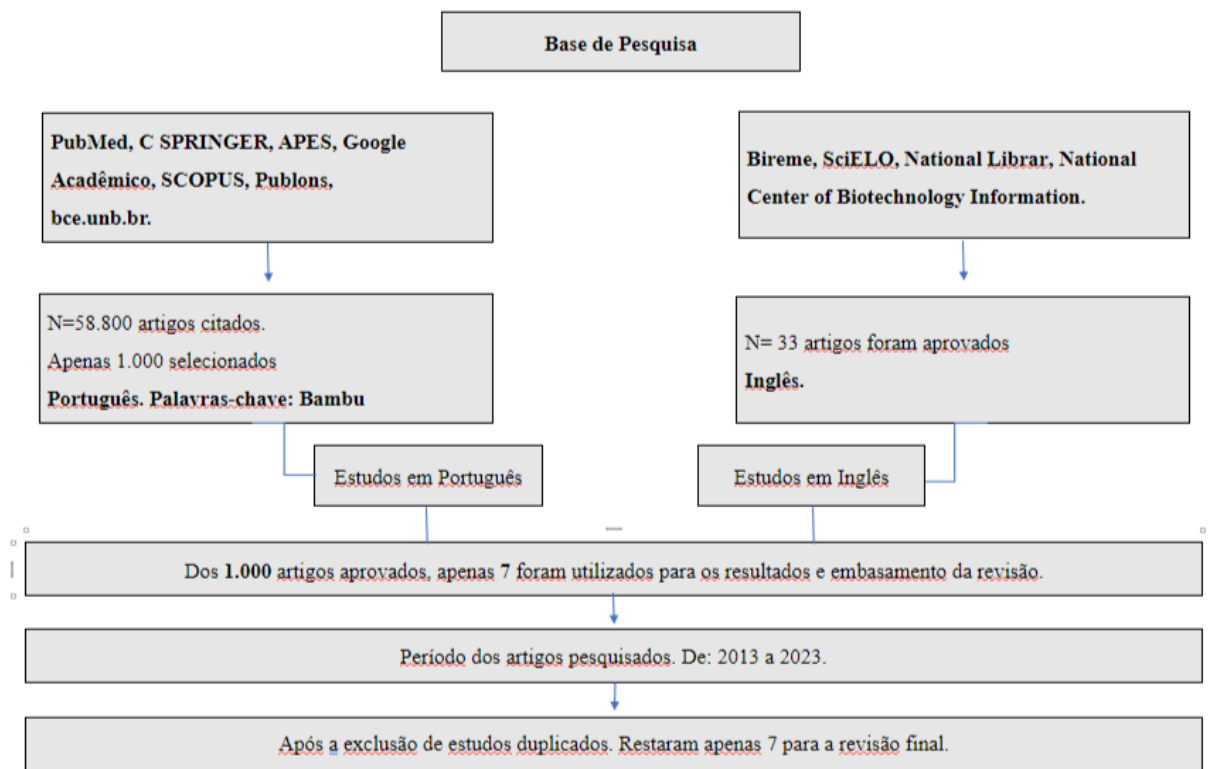 Base de Pesquisa
PubMed, C SPRINGER, APES, Google
Acadêmico, SCOPUS, Publons,
bce.unb.br.
Bireme, SciELO, National Librar, National
Center of Biotechnology Information.
N=58.800 artigos citados.
Apenas 1.000 selecionados
Português. Palavras-chave: Bambu
N= 33 artigos foram aprovados
Inglês.
Estudos em Português
Estudos em Inglês
Dos 1.000 artigos aprovados, apenas 7 foram utilizados para os resultados e embasamento da revisão.
Período dos artigos pesquisados. De: 2013 a 2023.
Após a exclusão de estudos duplicados. Restaram apenas 7 para a revisão final.